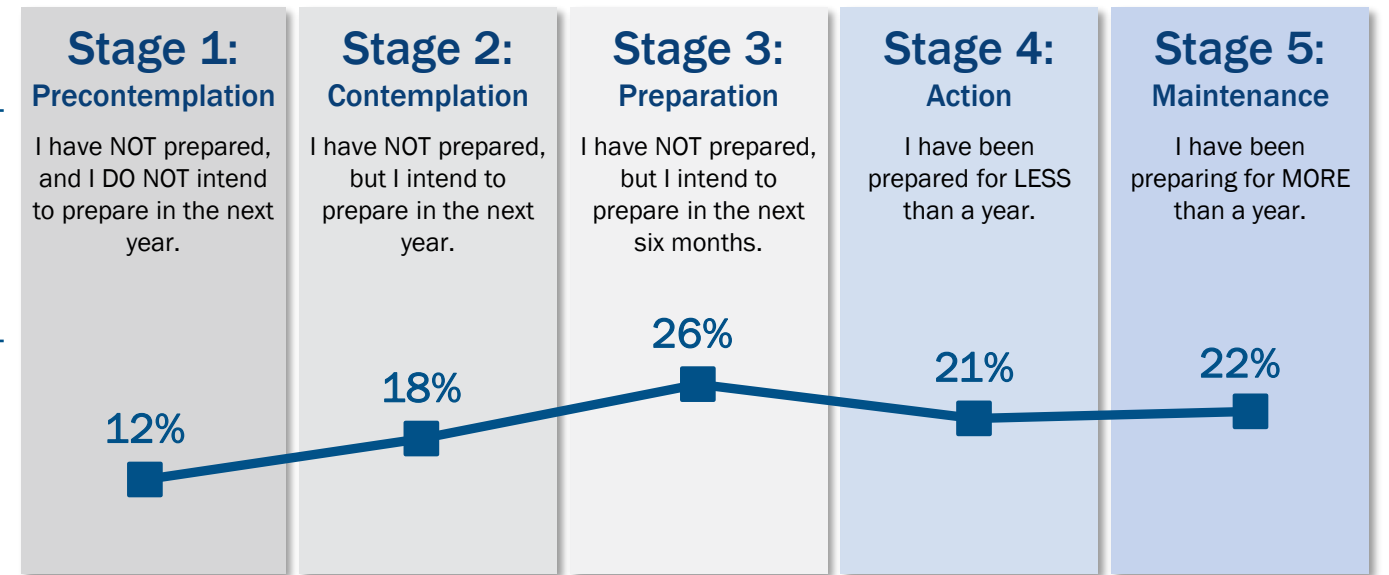 Stage 1:
Precontemplation
I have NOT prepared,
and I DO NOT intend
to prepare in the next
year.
12%
Stage 2:
Contemplation
I have NOT prepared,
but I intend to
prepare in the next
year.
18%
Stage 3:
Preparation
I have NOT prepared,
but I intend to
prepare in the next
six months.
26%
Stage 4:
Action
I have been
prepared for LESS
than a year.
21%
Stage 5:
Maintenance
I have been
preparing for MORE
than a year.
22%